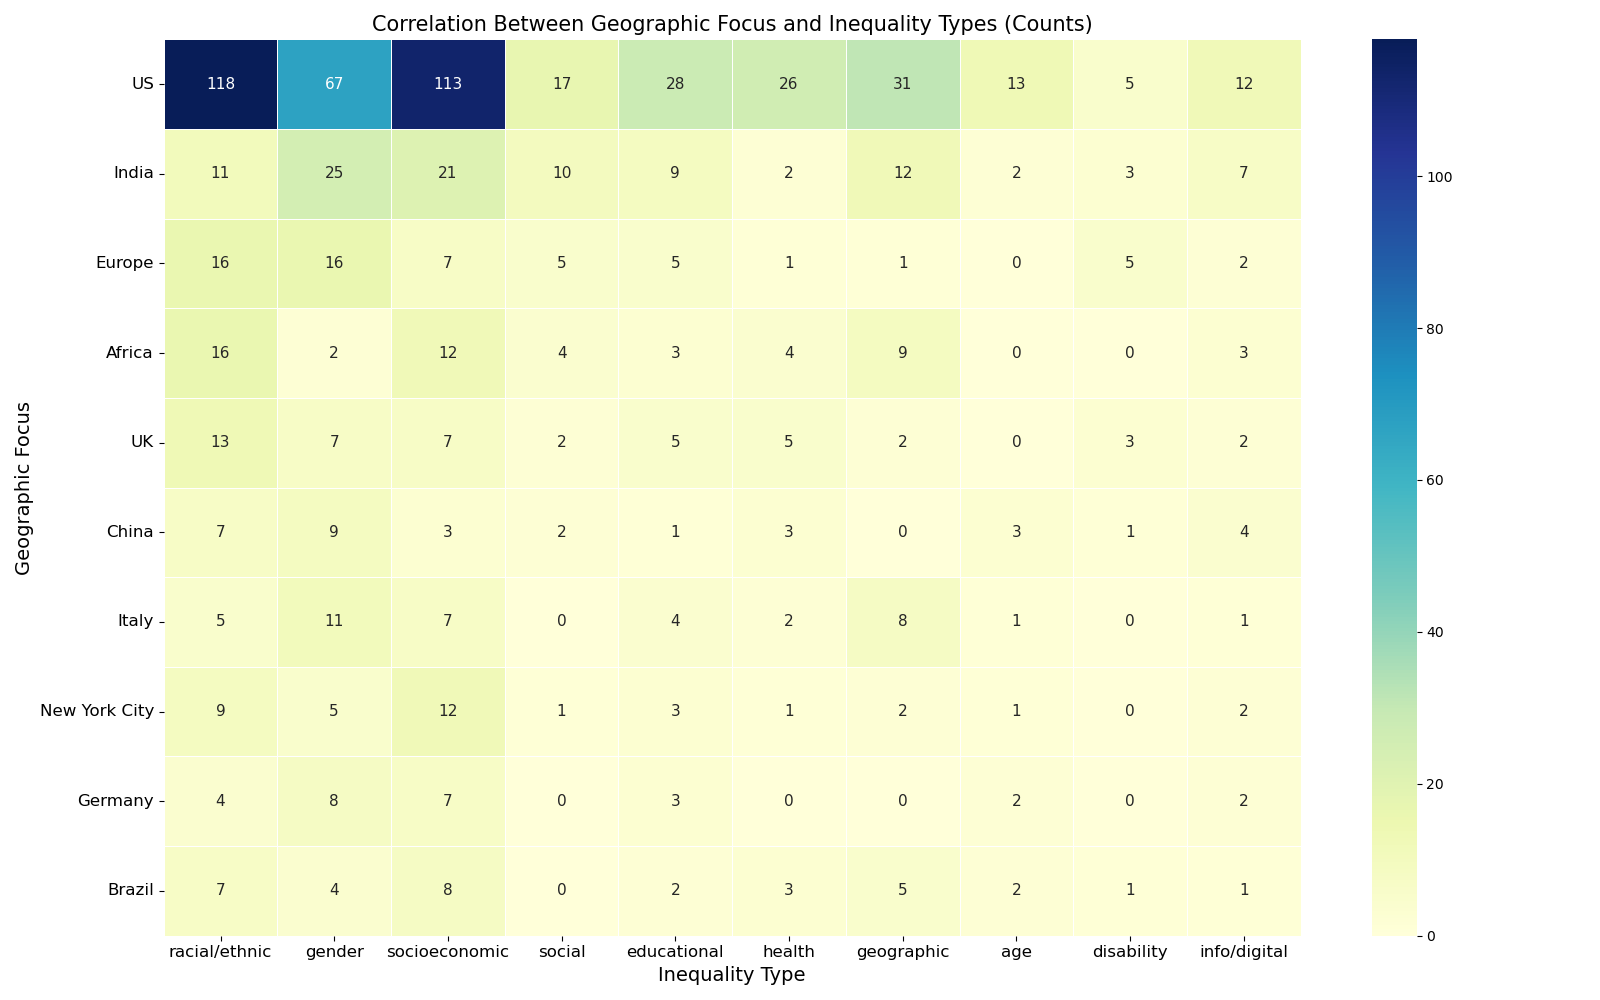 Correlation Between Geographic Focus and Inequality Types (Counts)
US 118 67 113 17 28 26 31 13 5 12
India 11 25 21 10 9 2 12 2 3 7
Europe 16 16 7 5 5 1 1 0 5 2
Africa 16 2 12 4 3 4 9 0 0 3
UK 13 7 7 2 5 5 2 0 3 2
China 7 9 3 2 1 3 0 3 1 4
Italy 5 11 7 0 4 2 8 1 0 1
New York City 9 5 12 1 3 1 2 1 0 2
Germany 4 8 7 0 3 0 0 2 0 2
Brazil 7 4 8 0 2 3 5 2 1 1
racial/ethnic gender socioeconomic social educational health geographic age disability info/digital
Inequality Type
Geographic Focus
100
80
60
40
20
0